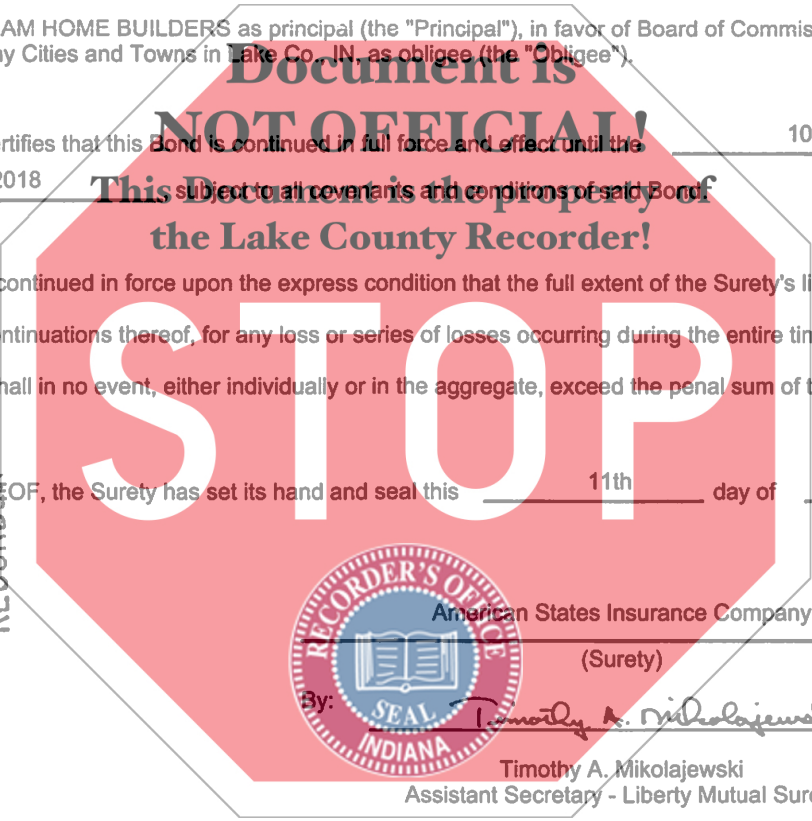 AM HOME BUILDERS as principal (the "Principal"), in favor of Board of Commis
y Cities and Towns in Lake Co., IN, as obligee (the "Obligee").
Document is
NOT OFFICIAL!
rtifies that this Bond is continued in full force and effect until the 10
2018 , subject to all covenants and conditions of said Bond.
This Document is the property of
the Lake County Recorder!
continued in force upon the express condition that the full extent of the Surety's li
ntinuations thereof, for any loss or series of losses occurring during the entire tim
hall in no event, either individually or in the aggregate, exceed the penal sum of t
STOP
EOF, the Surety has set its hand and seal this 11th day of
RECORDER'S OFFICE
SEAL
INDIANA
American States Insurance Company
(Surety)
By: Timothy A. Mikolajews
Timothy A. Mikolajewski
Assistant Secretary - Liberty Mutual Sure